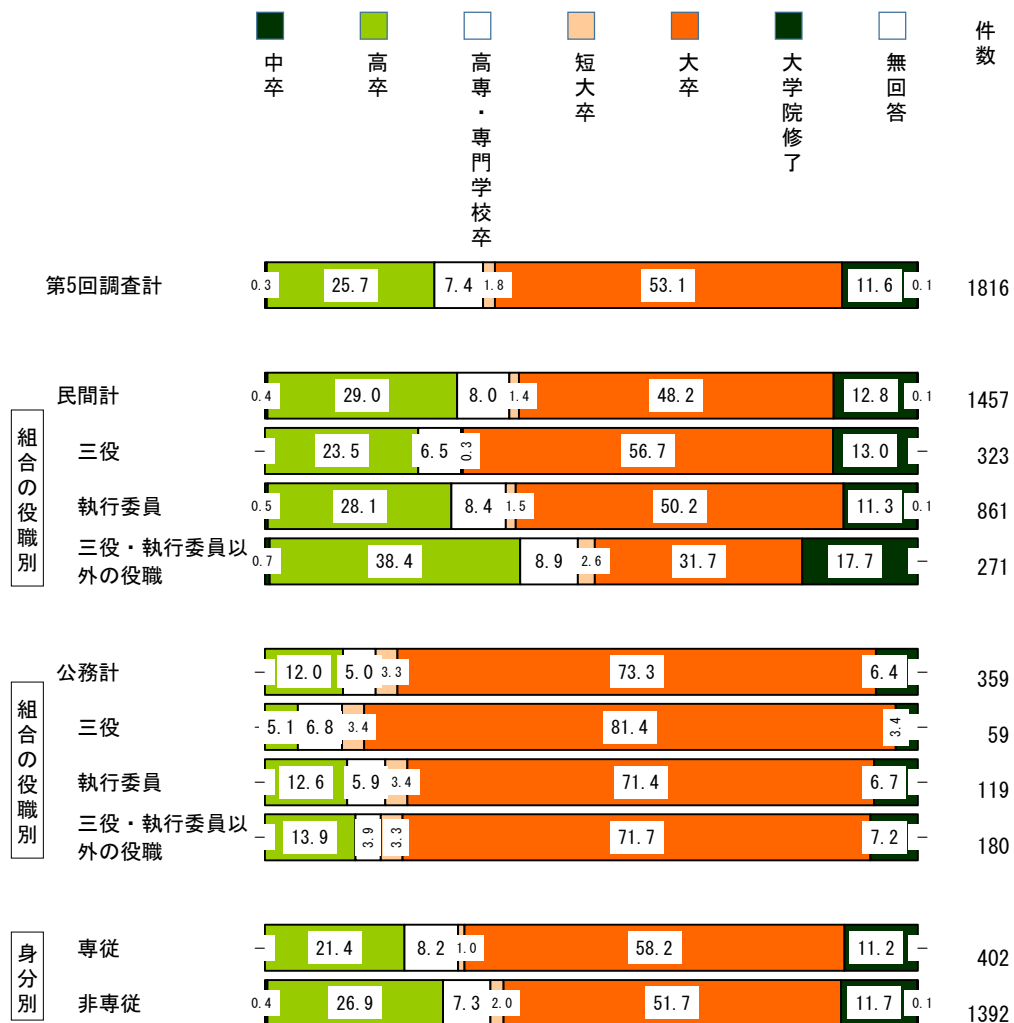 中卒
高卒
高専・専門学校卒
短大卒
大卒
大学院修了
無回答
件数
第5回調査計 0.3 25.7 7.4 1.8 53.1 11.6 0.1 1816
組合の役職別
民間計 0.4 29.0 8.0 1.4 48.2 12.8 0.1 1457
三役 - 23.5 6.5 0.3 56.7 13.0 - 323
執行委員 0.5 28.1 8.4 1.5 50.2 11.3 0.1 861
三役・執行委員以
外の役職 0.7 38.4 8.9 2.6 31.7 17.7 - 271
組合の役職別
公務計 - 12.0 5.0 3.3 73.3 6.4 - 359
三役 - 5.1 6.8 3.4 81.4 3.4 - 59
執行委員 - 12.6 5.9 3.4 71.4 6.7 - 119
三役・執行委員以
外の役職 - 13.9 3.9 3.3 71.7 7.2 - 180
身分別
専従 - 21.4 8.2 1.0 58.2 11.2 - 402
非専従 0.4 26.9 7.3 2.0 51.7 11.7 0.1 1392